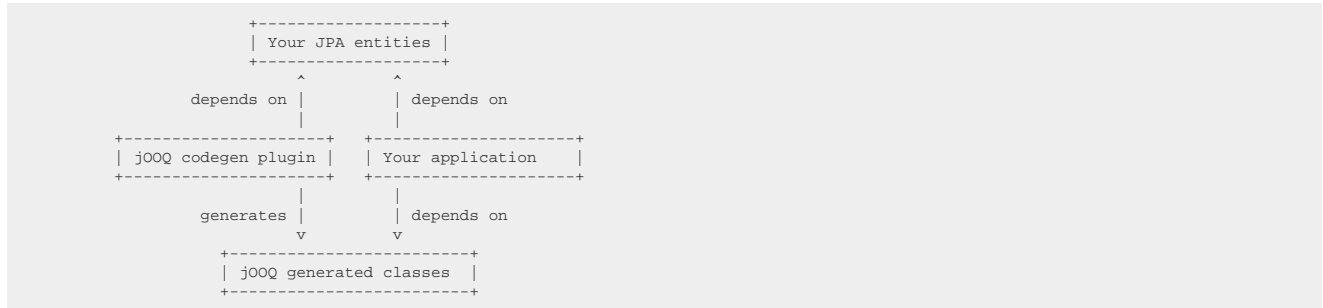 +-------------------+
| Your JPA entities |
+-------------------+
^ ^
depends on | | depends on
| |
+---------------------+ +---------------------+
| jOOQ codegen plugin | | Your application |
+---------------------+ +---------------------+
| |
generates | | depends on
v v
+-------------------------+
| jOOQ generated classes |
+-------------------------+